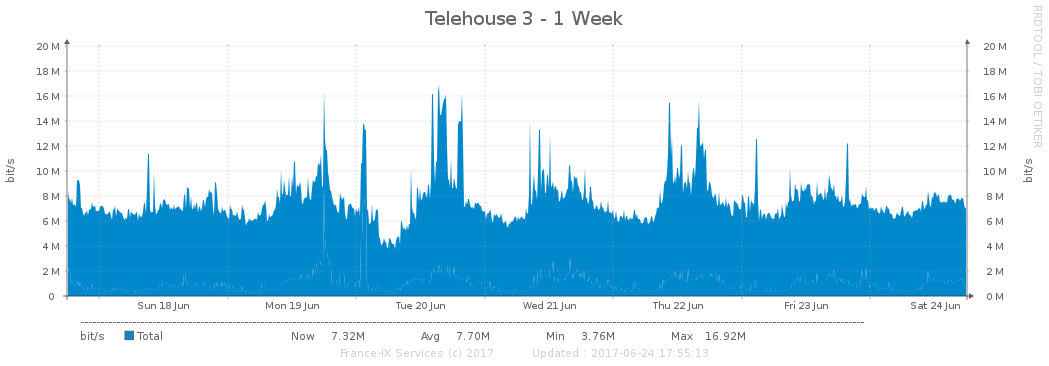 Telehouse 3 - 1 Week
RRDTOOL / TOBI OETIKER
bit/s
20 M 20 M
18 M 18 M
16 M 16 M
14 M 14 M
12 M 12 M
10 M 10 M
8 M 8 M
6 M 6 M
4 M 4 M
2 M 2 M
0 0 M
bit/s
Sun 18 Jun Mon 19 Jun Tue 20 Jun Wed 21 Jun Thu 22 Jun Fri 23 Jun Sat 24 Jun
bit/s Total Now 7.32M Avg 7.70M Min 3.76M Max 16.92M
France-IX Services (c) 2017 Updated : 2017-06-24 17:55:13